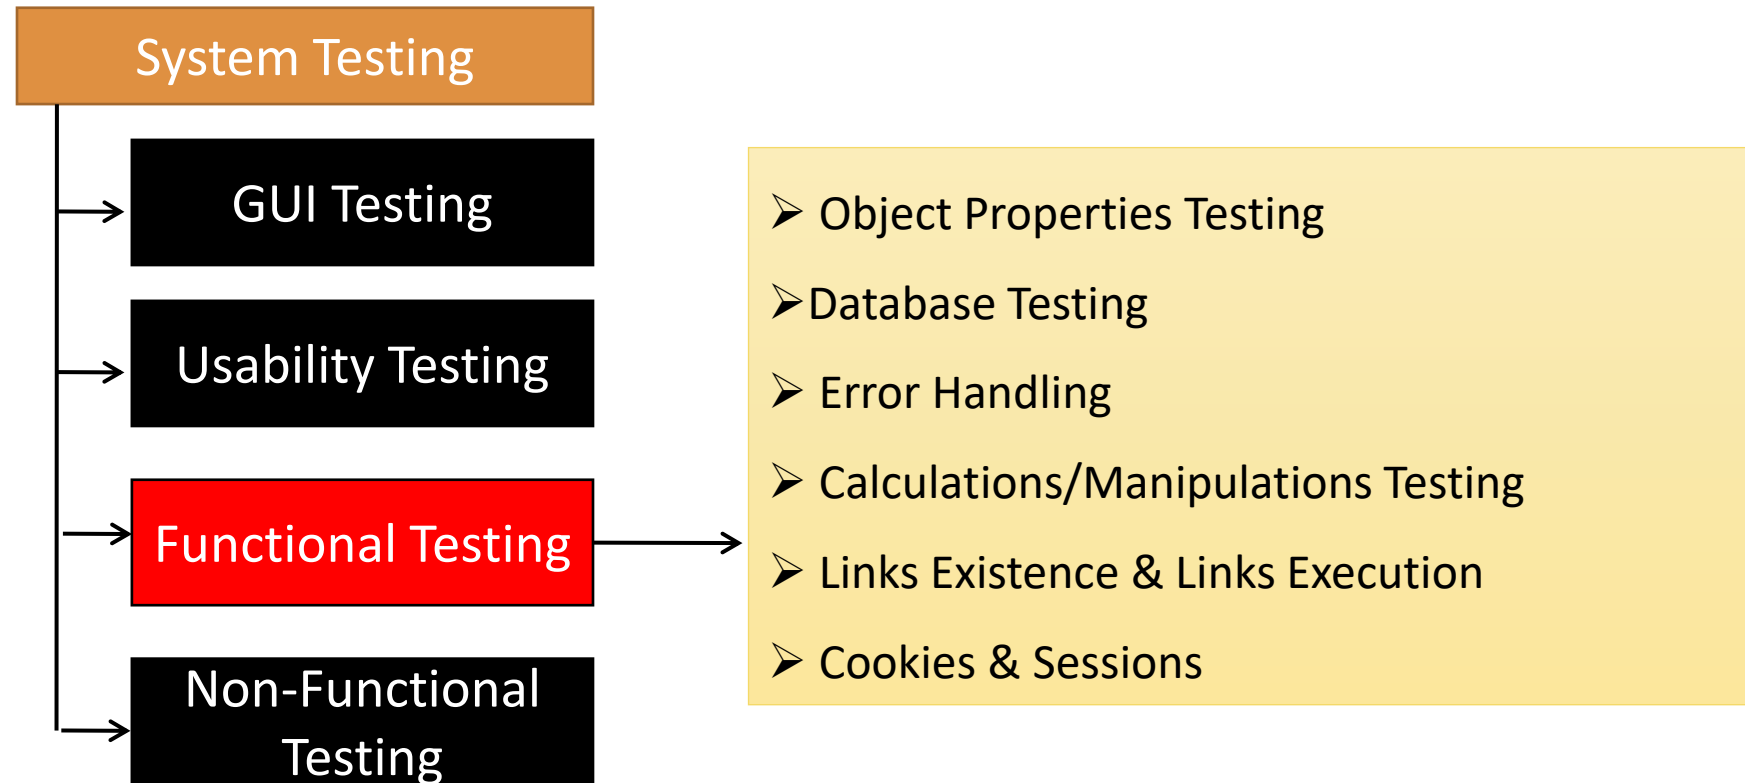 System Testing
GUI Testing
Usability Testing
Functional Testing
Non-Functional
Testing
➢ Object Properties Testing
➢Database Testing
➢ Error Handling
➢ Calculations/Manipulations Testing
➢ Links Existence & Links Execution
➢ Cookies & Sessions